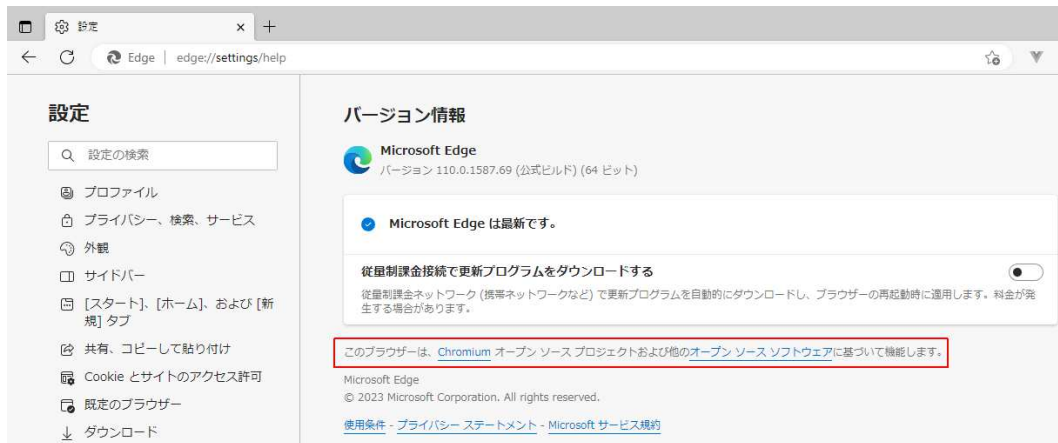 設定
Edge | edge://settings/help
設定
設定の検索
プロファイル
プライバシー、検索、サービス
外観
サイドバー
[スタート]、[ホーム]、および [新
規] タブ
共有、コピーして貼り付け
Cookie とサイトのアクセス許可
既定のブラウザー
ダウンロード
バージョン情報
Microsoft Edge
バージョン 110.0.1587.69 (公式ビルド) (64 ビット)
Microsoft Edge は最新です。
従量制課金接続で更新プログラムをダウンロードする
従量制課金ネットワーク (携帯ネットワークなど) で更新プログラムを自動的にダウンロードし、ブラウザーの再起動時に適用します。料金が発
生する場合があります。
このブラウザーは、Chromium オープン ソース プロジェクトおよび他のオープン ソース ソフトウェアに基づいて機能します。
Microsoft Edge
© 2023 Microsoft Corporation. All rights reserved.
使用条件 - プライバシー ステートメント - Microsoft サービス規約